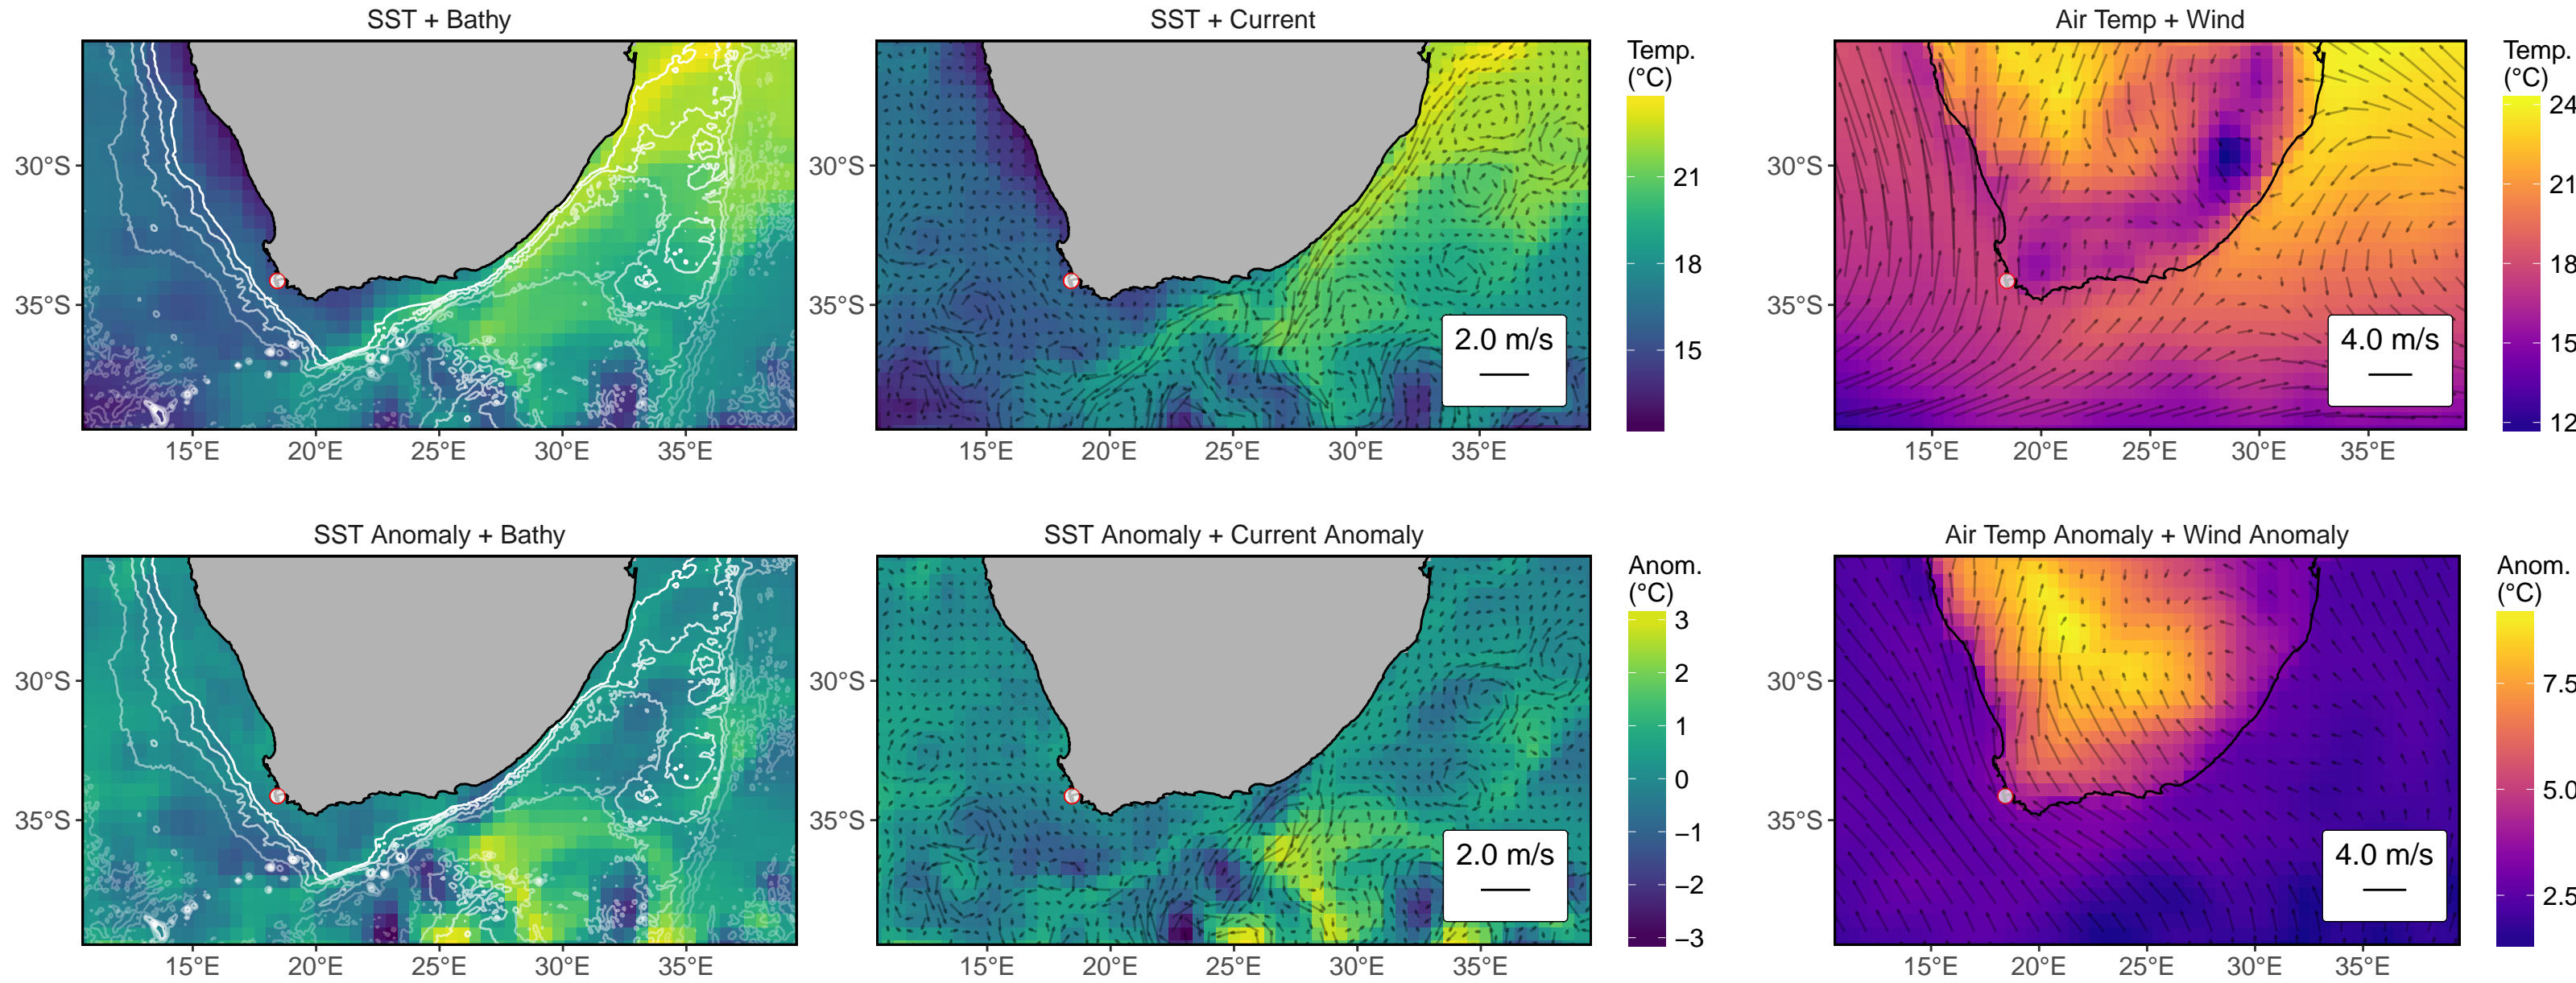 SST + Bathy
SST + Current
Air Temp + Wind
30°S
35°S
15°E 20°E 25°E 30°E 35°E
30°S
35°S
2.0 m/s
15°E 20°E 25°E 30°E 35°E
Temp.
(°C)
21
18
15
30°S
35°S
4.0 m/s
15°E 20°E 25°E 30°E 35°E
Temp.
(°C)
24
21
18
15
12
SST Anomaly + Bathy
SST Anomaly + Current Anomaly
Air Temp Anomaly + Wind Anomaly
30°S
35°S
15°E 20°E 25°E 30°E 35°E
30°S
35°S
2.0 m/s
15°E 20°E 25°E 30°E 35°E
Anom.
(°C)
3
2
1
0
−1
−2
−3
30°S
35°S
4.0 m/s
15°E 20°E 25°E 30°E 35°E
Anom.
(°C)
7.5
5.0
2.5